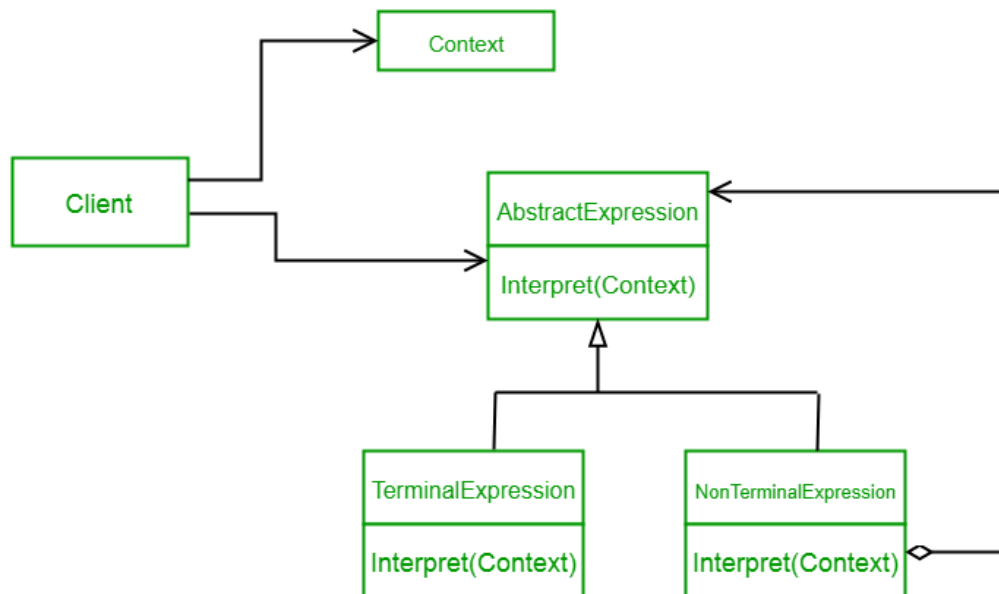 Context
Client
AbstractExpression
Interpret(Context)
TerminalExpression
NonTerminalExpression
Interpret(Context)
Interpret(Context)